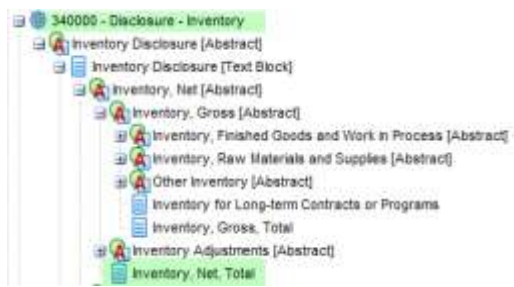 340000 - Disclosure - Inventory
Inventory Disclosure [Abstract]
Inventory Disclosure [Text Block]
Inventory, Net [Abstract]
Inventory, Gross [Abstract]
Inventory, Finished Goods and Work in Process [Abstract]
Inventory, Raw Materials and Supplies [Abstract]
Other Inventory [Abstract]
Inventory for Long-term Contracts or Programs
Inventory, Gross, Total
Inventory Adjustments [Abstract]
Inventory, Net, Total